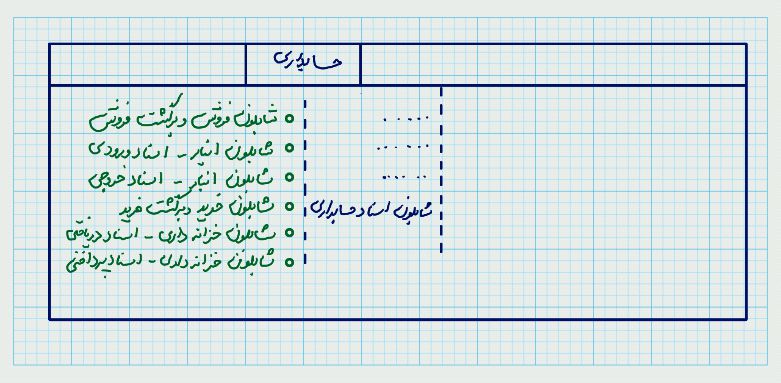 حسابداری
.....
......
.....
شابلون اسناد حسابداری
شابلون فروش و برگشت فروش
شابلون انبار - اسناد ورودی
شابلون انبار - اسناد خروجی
شابلون خرید و برگشت خرید
شابلون خزانه داری - اسناد دریافتی
شابلون خزانه داری - اسناد پرداختی